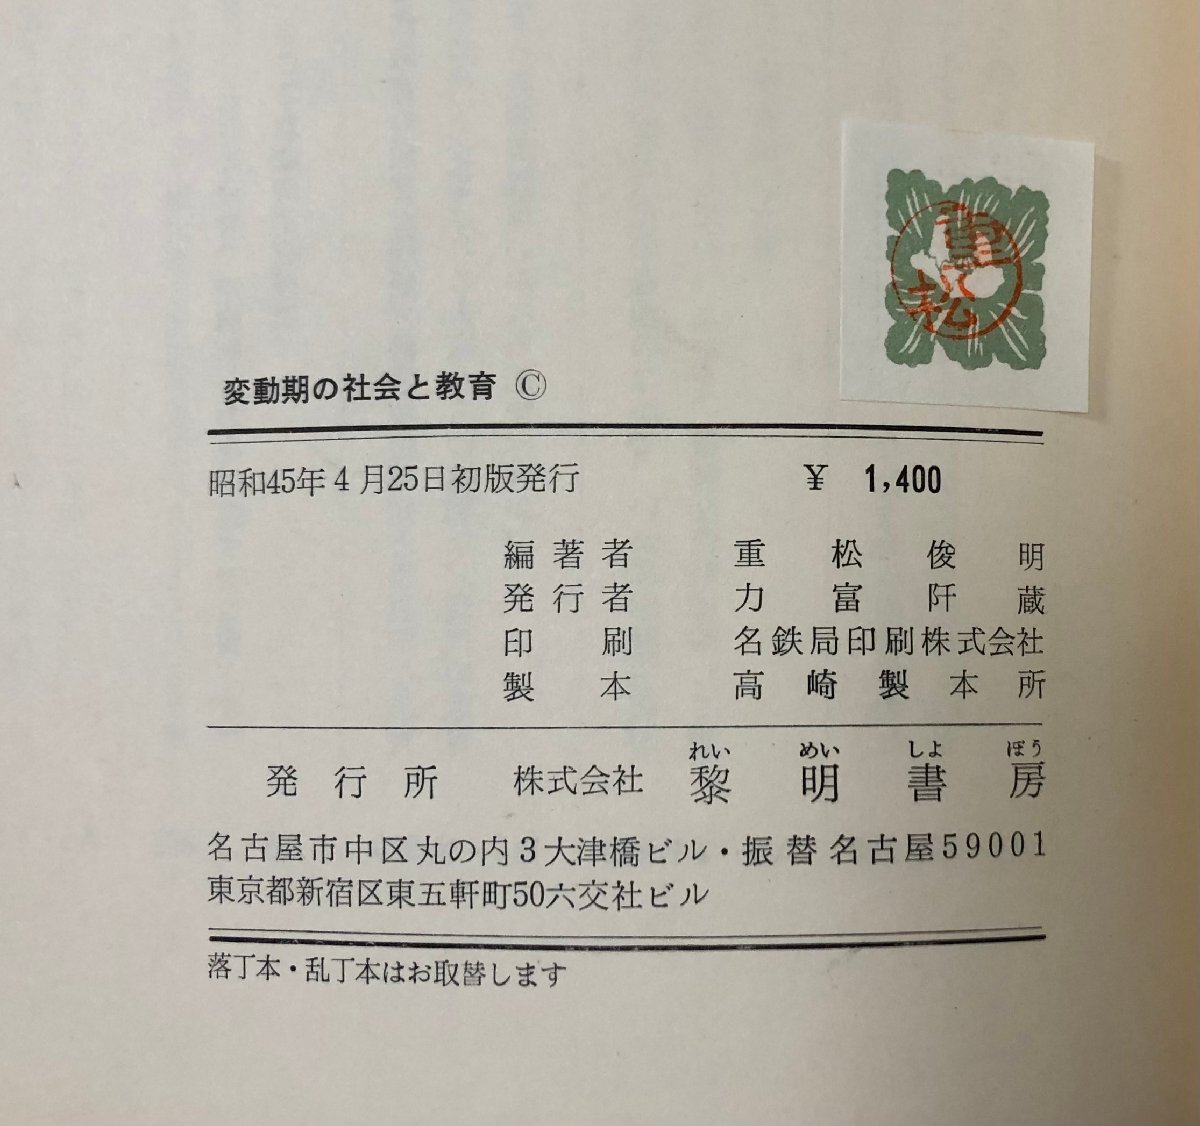 重松
変動期の社会と教育 ©
昭和45年4月25日初版発行 ¥ 1,400
編著者 重松俊明
発行者 力富阡蔵
印刷 名鉄局印刷株式会社
製本 高崎製本所
れい めい しよ ぼう
発行所 株式会社 黎明書房
名古屋市中区丸の内3大津橋ビル・振替名古屋59001
東京都新宿区東五軒町50六交社ビル
落丁本・乱丁本はお取替します